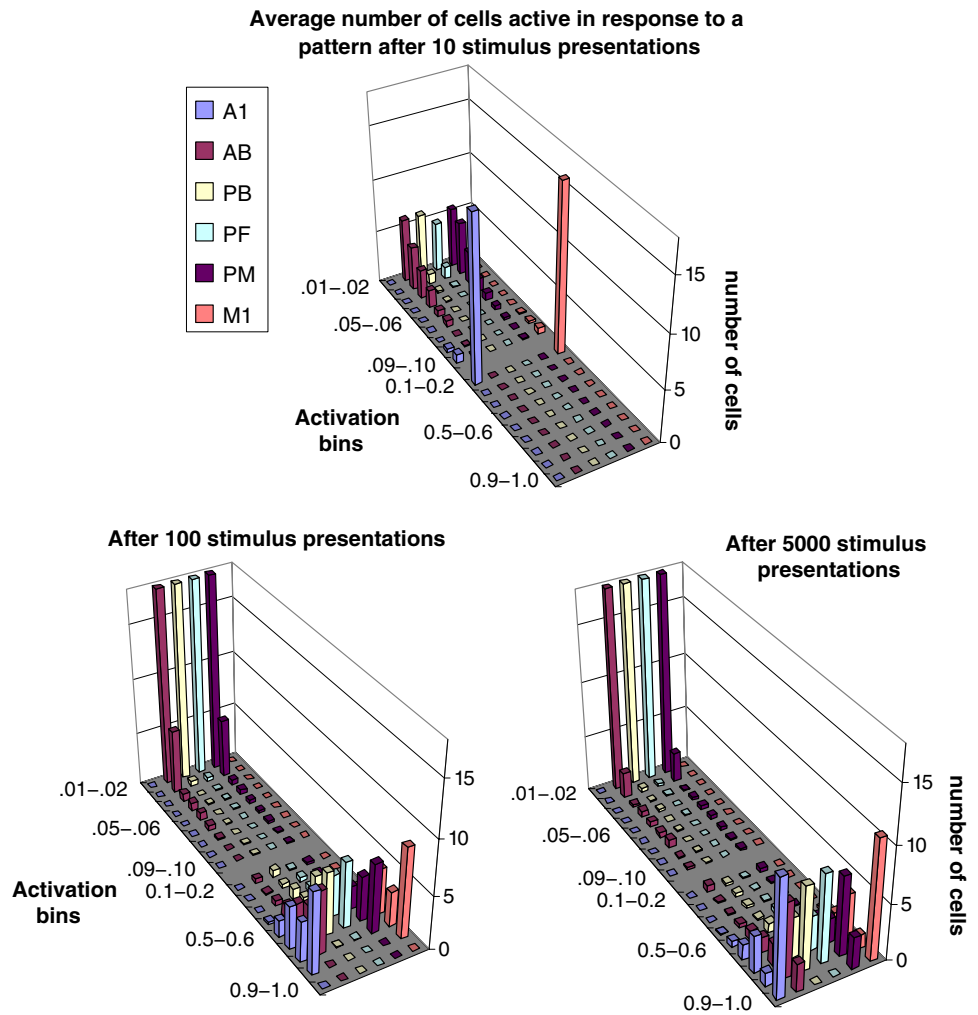 Average number of cells active in response to a
pattern after 10 stimulus presentations
A1
AB
PB
PF
PM
M1
.01–.02
.05–.06
.09–.10
0.1–0.2
0.5–0.6
0.9–1.0
Activation
bins
15
10
5
0
number of cells
After 100 stimulus presentations
.01–.02
.05–.06
.09–.10
0.1–0.2
0.5–0.6
0.9–1.0
Activation
bins
15
10
5
0
After 5000 stimulus
presentations
.01–.02
.05–.06
.09–.10
0.1–0.2
0.5–0.6
0.9–1.0
15
10
5
0
number of cells